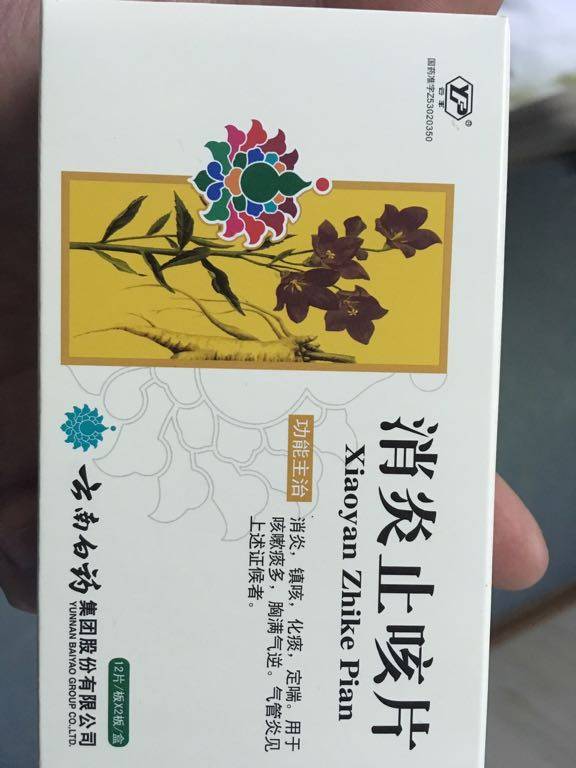 谷丰
YF®
国药准字Z53020350
消炎止咳片
Xiaoyan Zhike Pian
功能主治
消炎，镇咳，化痰，定喘。用于
咳嗽痰多，胸满气逆。气管炎见
上述证候者。
云南白药
集团股份有限公司
YUNNAN BAIYAO GROUP CO.,LTD.
12片/板X2板/盒